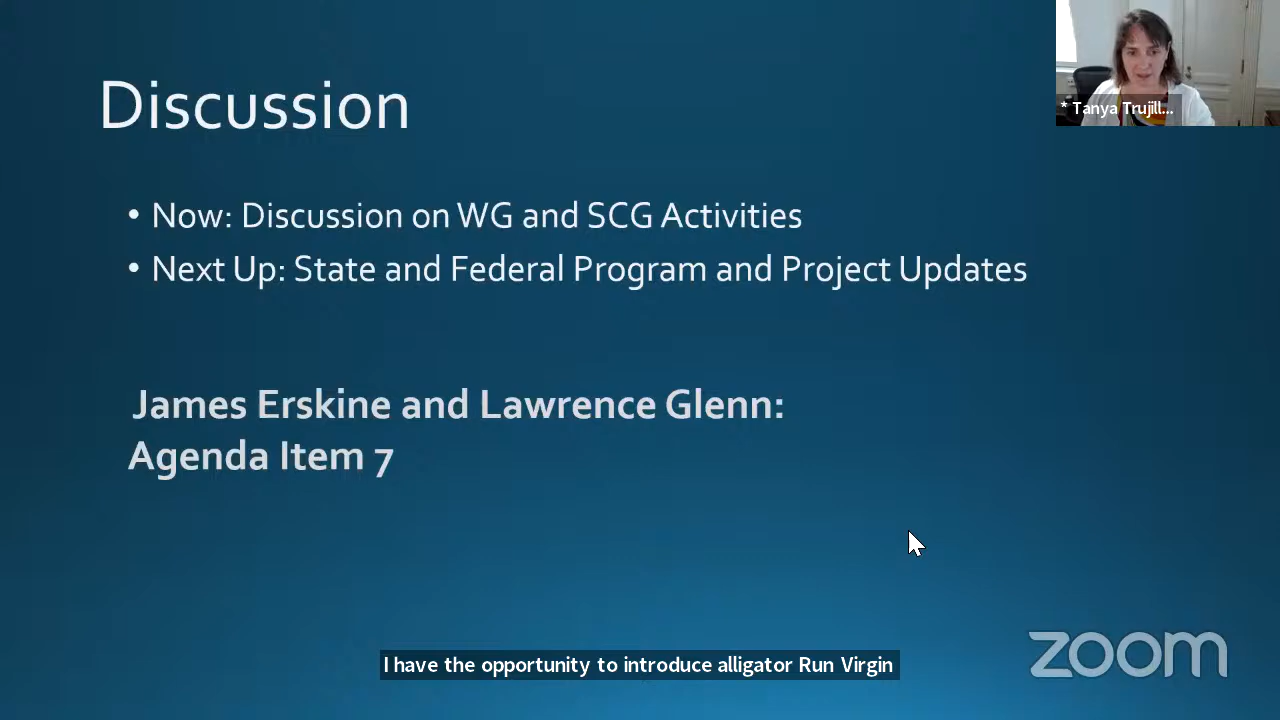 Discussion
* Tanya Trujill...
• Now: Discussion on WG and SCG Activities
• Next Up: State and Federal Program and Project Updates
James Erskine and Lawrence Glenn:
Agenda Item 7
I have the opportunity to introduce alligator Run Virgin
zoom